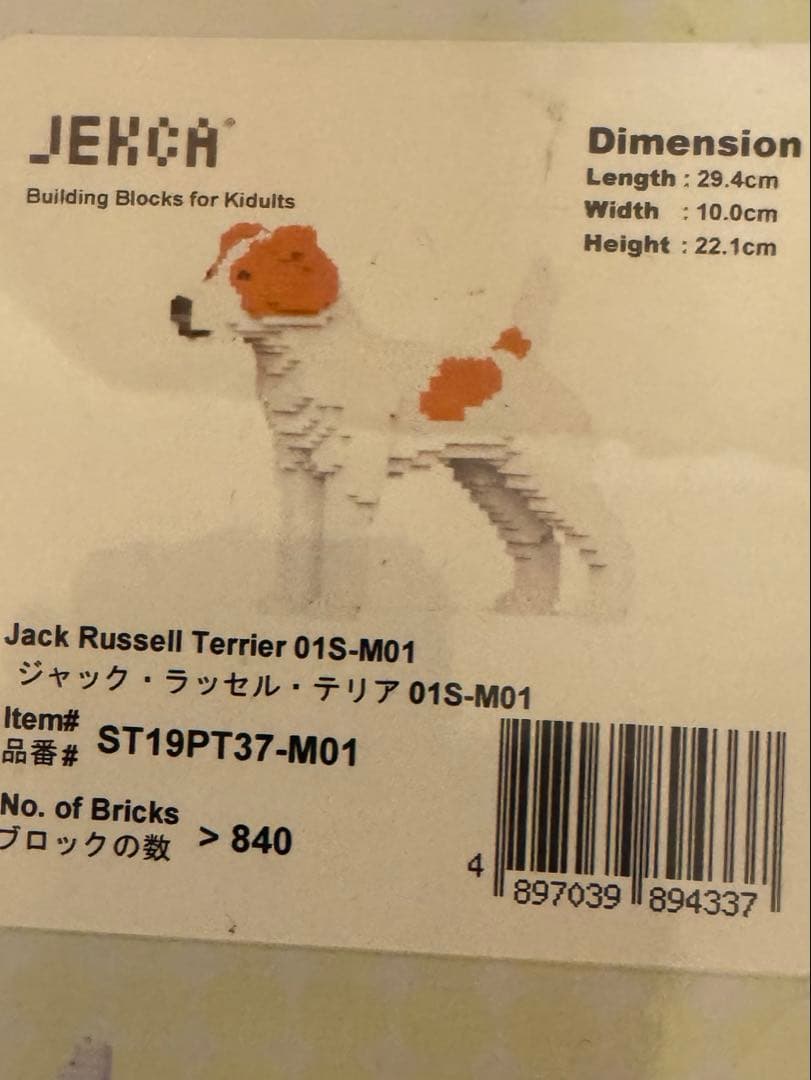 JEKCA®
Building Blocks for Kidults
Dimension
Length : 29.4cm
Width : 10.0cm
Height : 22.1cm
Jack Russell Terrier 01S-M01
ジャック・ラッセル・テリア 01S-M01
Item#
品番#
ST19PT37-M01
No. of Bricks
ブロックの数
> 840
4 897039 894337